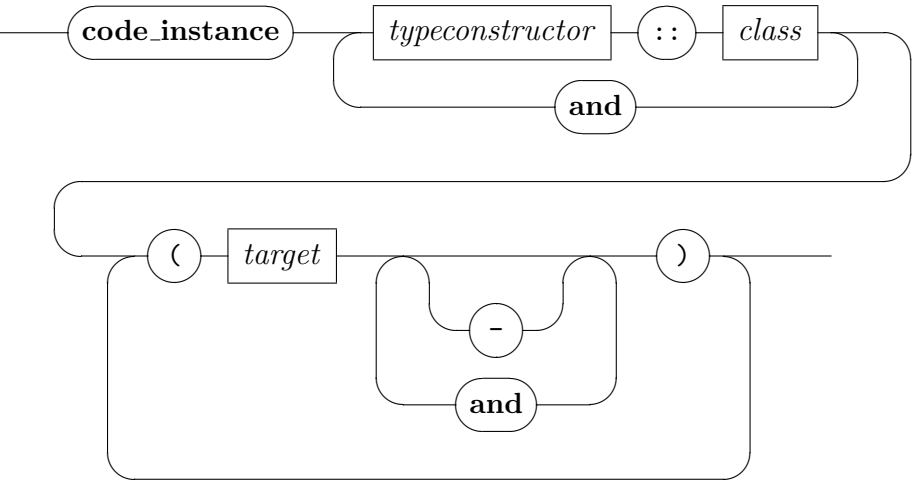 code_instance typeconstructor :: class
and
( target )
-
and